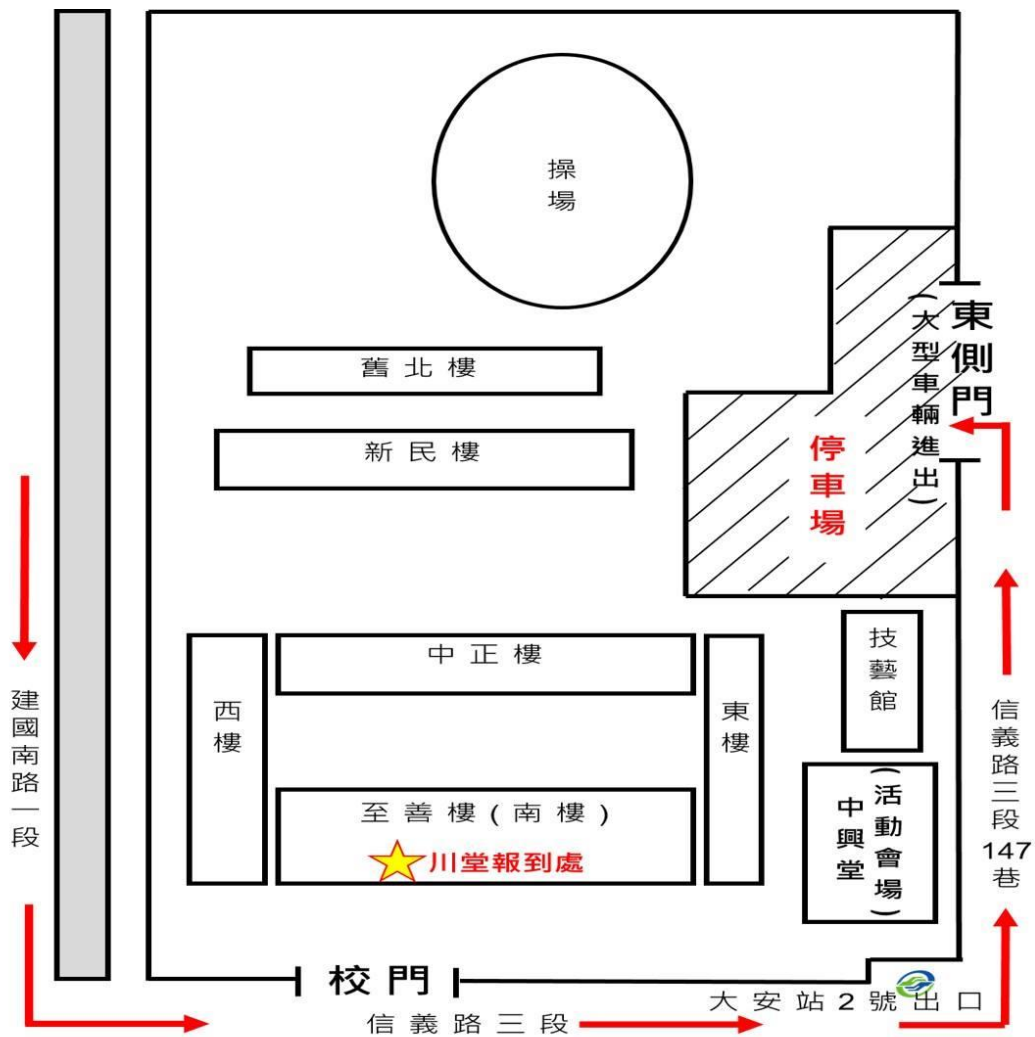 操場
東側門
(大型車輛進出)
舊北樓
新民樓
停車場
中正樓
西樓
東樓
技藝館
建國南路一段
信義路三段147巷
至善樓(南樓)
川堂報到處
中興堂
(活動會場)
校門
大安站2號出口
信義路三段